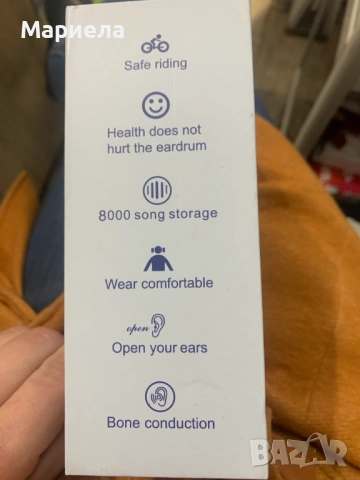 Мариела
Safe riding
Health does not
hurt the eardrum
8000 song storage
Wear comfortable
open
Open your ears
Bone conduction
BAZAR